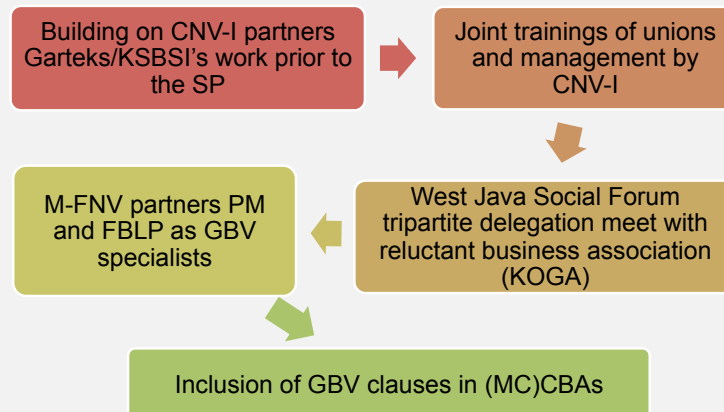 Building on CNV-I partners
Garteks/KSBSI's work prior to
the SP
Joint trainings of unions
and management by
CNV-I
West Java Social Forum
tripartite delegation meet with
reluctant business association
(KOGA)
M-FNV partners PM
and FBLP as GBV
specialists
Inclusion of GBV clauses in (MC)CBAs